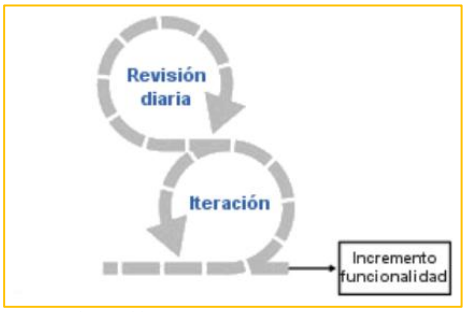 Revisión
diaria
Iteración
Incremento
funcionalidad